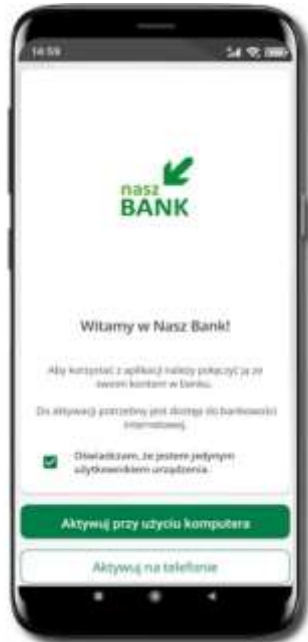 14:59
nasz
BANK
Witamy w Nasz Bank!
Aby korzystać z aplikacji należy połączyć ją ze
swoim kontem w banku.
Do aktywacji potrzebny jest dostęp do bankowości
internetowej.
Oświadczam, że jestem jedynym
użytkownikiem urządzenia.
Aktywuj przy użyciu komputera
Aktywuj na telefonie